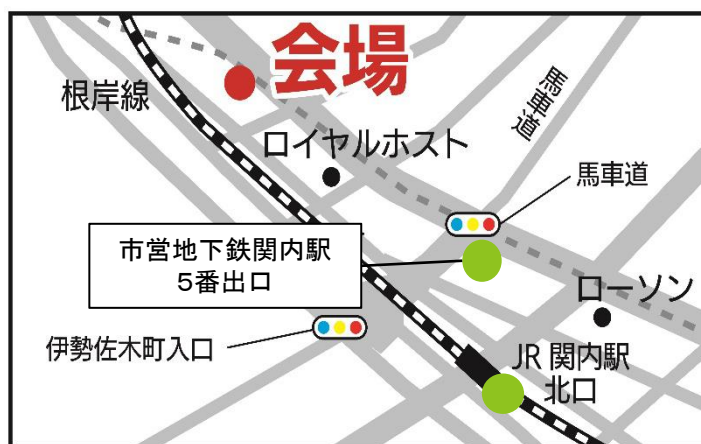 会場
根岸線
馬車道
ロイヤルホスト
馬車道
市営地下鉄関内駅
5番出口
ローソン
伊勢佐木町入口
JR 関内駅
北口